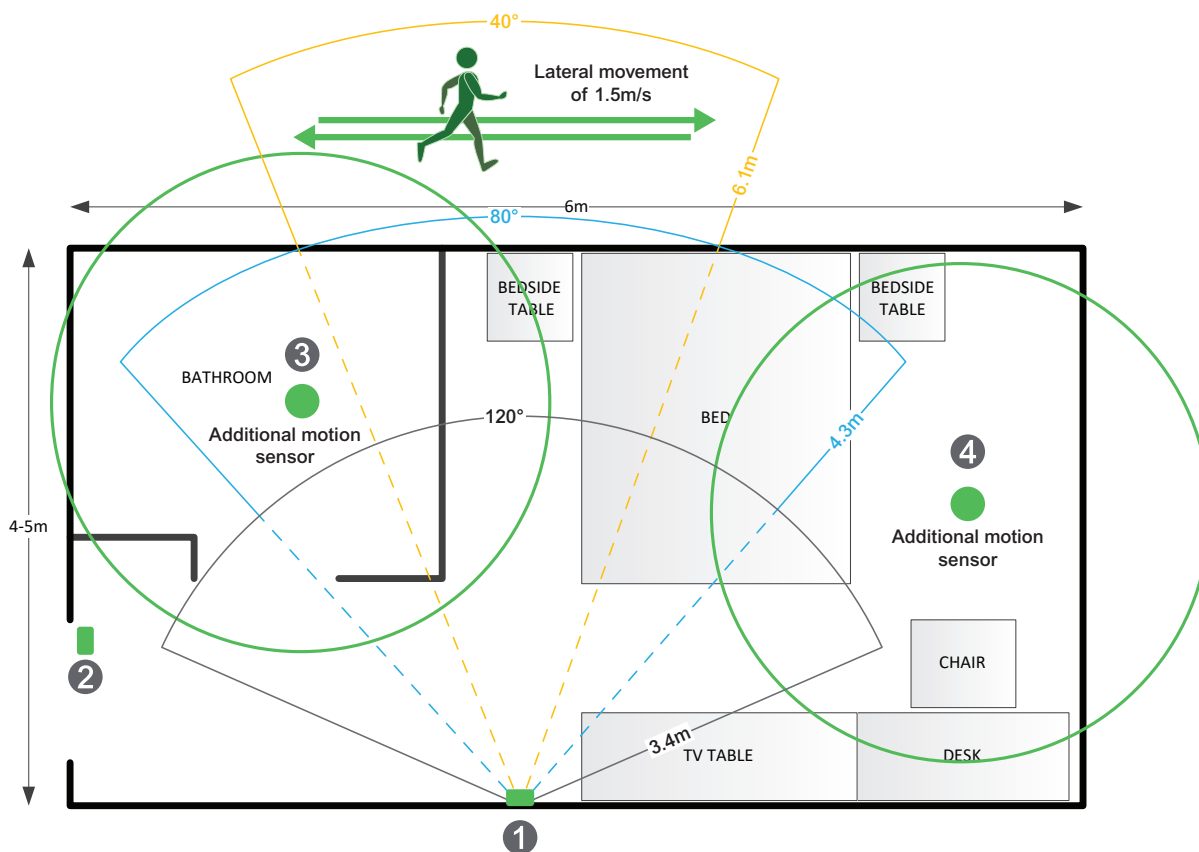 40°
Lateral movement
of 1.5m/s
6.1m
6m
80°
BEDSIDE
TABLE
BEDSIDE
TABLE
3
BATHROOM
Additional motion
sensor
120°
BED
4.3m
4
4-5m
Additional motion
sensor
2
CHAIR
3.4m
TV TABLE
DESK
1